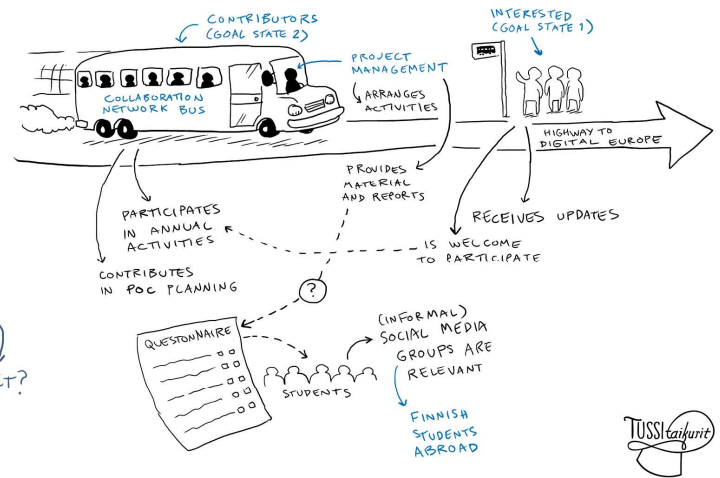 CONTRIBUTORS
(GOAL STATE 2)
INTERESTED
(GOAL STATE 1)
PROJECT
MANAGEMENT
ARRANGES
ACTIVITIES
COLLABORATION
NETWORK BUS
HIGHWAY TO
DIGITAL EUROPE
PROVIDES
MATERIAL
AND REPORTS
PARTICIPATES
IN ANNUAL
ACTIVITIES
RECEIVES UPDATES
IS WELCOME
TO PARTICIPATE
CONTRIBUTES
IN POC PLANNING
?
QUESTONNAIRE
(INFORMAL)
SOCIAL MEDIA
GROUPS ARE
RELEVANT
STUDENTS
FINNISH
STUDENTS
ABROAD
TUSSItaikurit